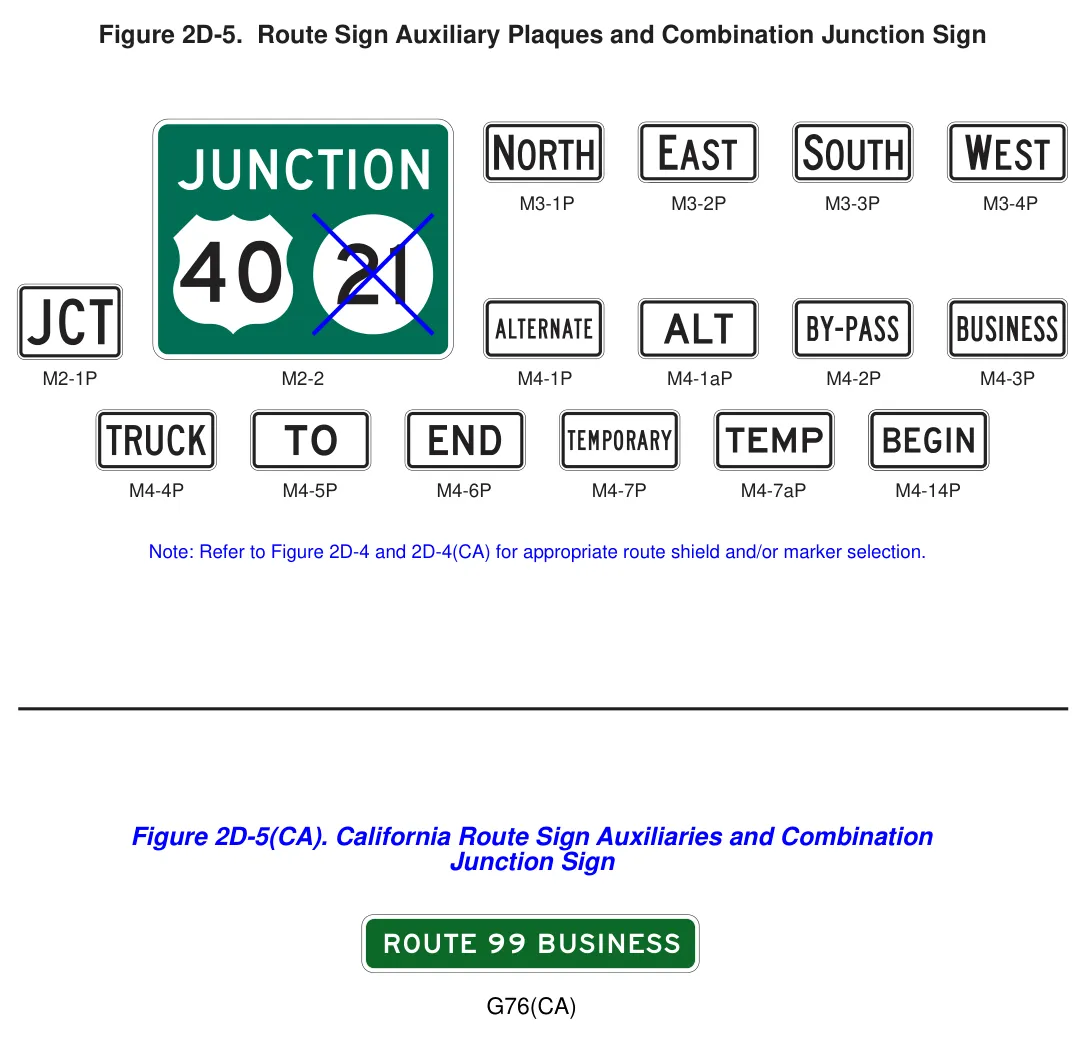 Figure 2D-5.  Route Sign Auxiliary Plaques and Combination Junction Sign
JUNCTION
40 21
NORTH EAST SOUTH WEST
M3-1P M3-2P M3-3P M3-4P
JCT
ALTERNATE ALT BY-PASS BUSINESS
M2-1P M2-2 M4-1P M4-1aP M4-2P M4-3P
TRUCK TO END TEMPORARY TEMP BEGIN
M4-4P M4-5P M4-6P M4-7P M4-7aP M4-14P
Note: Refer to Figure 2D-4 and 2D-4(CA) for appropriate route shield and/or marker selection.
Figure 2D-5(CA). California Route Sign Auxiliaries and Combination
Junction Sign
ROUTE 99 BUSINESS
G76(CA)